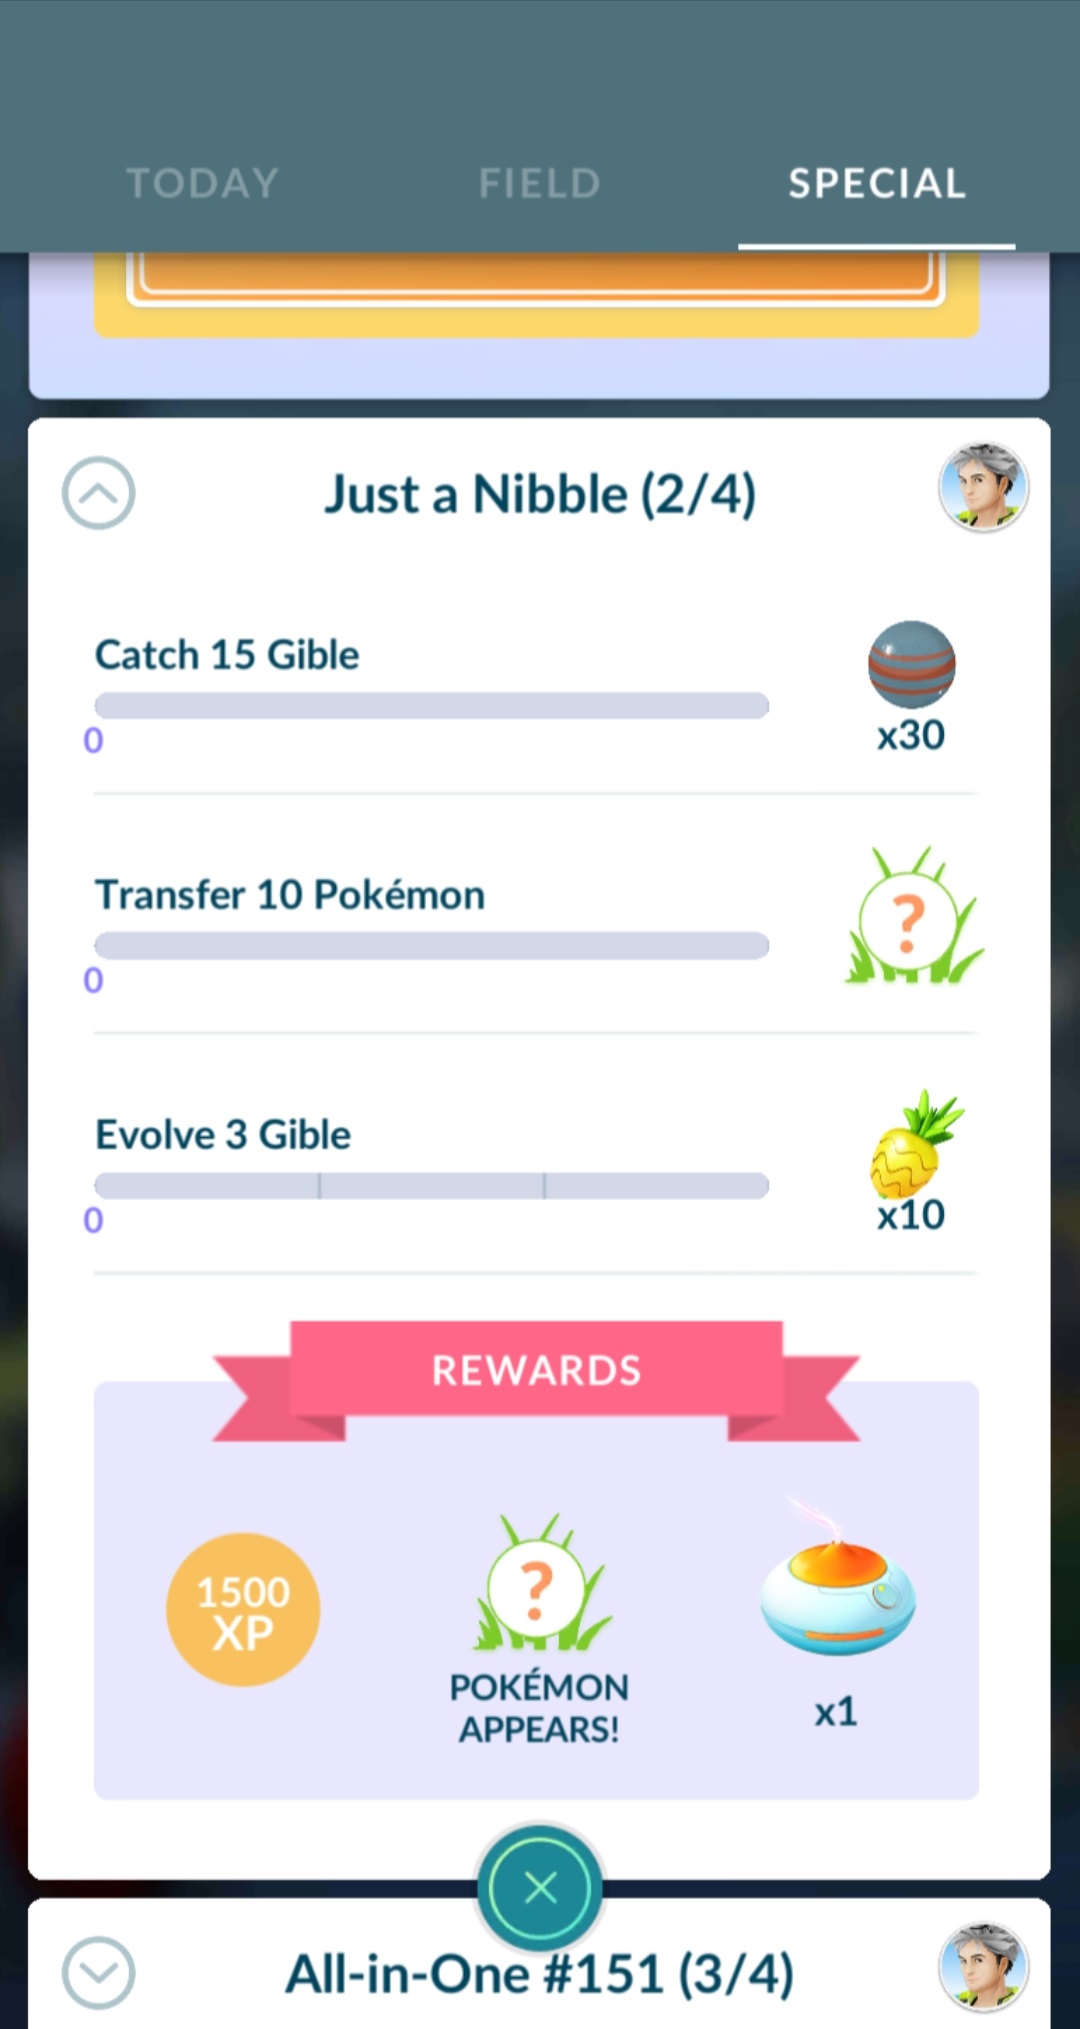 TODAY
FIELD
SPECIAL
Just a Nibble (2/4)
Catch 15 Gible
0
x30
Transfer 10 Pokémon
0
?
Evolve 3 Gible
0
x10
REWARDS
1500
XP
?
POKÉMON
APPEARS!
x1
All-in-One #151 (3/4)